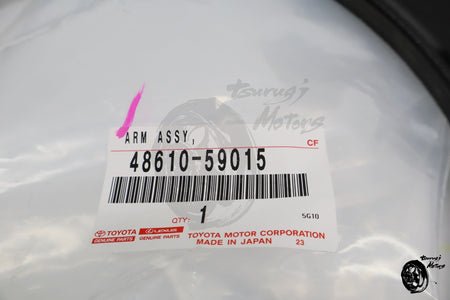 Tsurugi
Motors
ARM ASSY,
CF
48610-59015
QTY: 1
5G10
TOYOTA LEXUS TOYOTA MOTOR CORPORATION
GENUINE PARTS GENUINE PARTS MADE IN JAPAN 23
Tsurugi
Motors